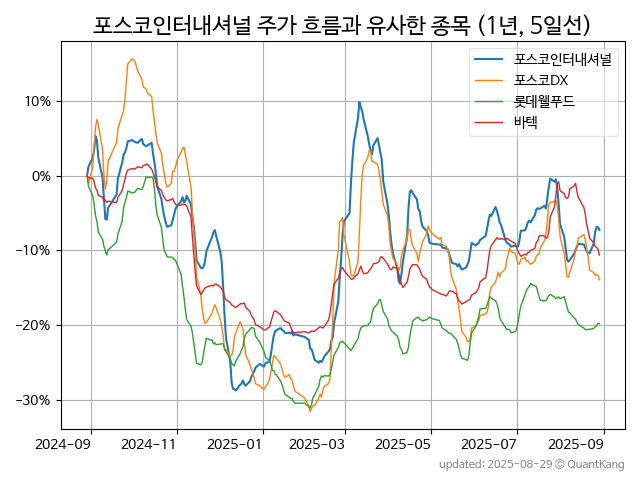 포스코인터내셔널 주가 흐름과 유사한 종목 (1년, 5일선)
포스코인터내셔널
포스코DX
롯데웰푸드
바텍
10%
0%
−10%
−20%
−30%
2024-09
2024-11
2025-01
2025-03
2025-05
2025-07
2025-09
updated: 2025-08-29 © QuantKang